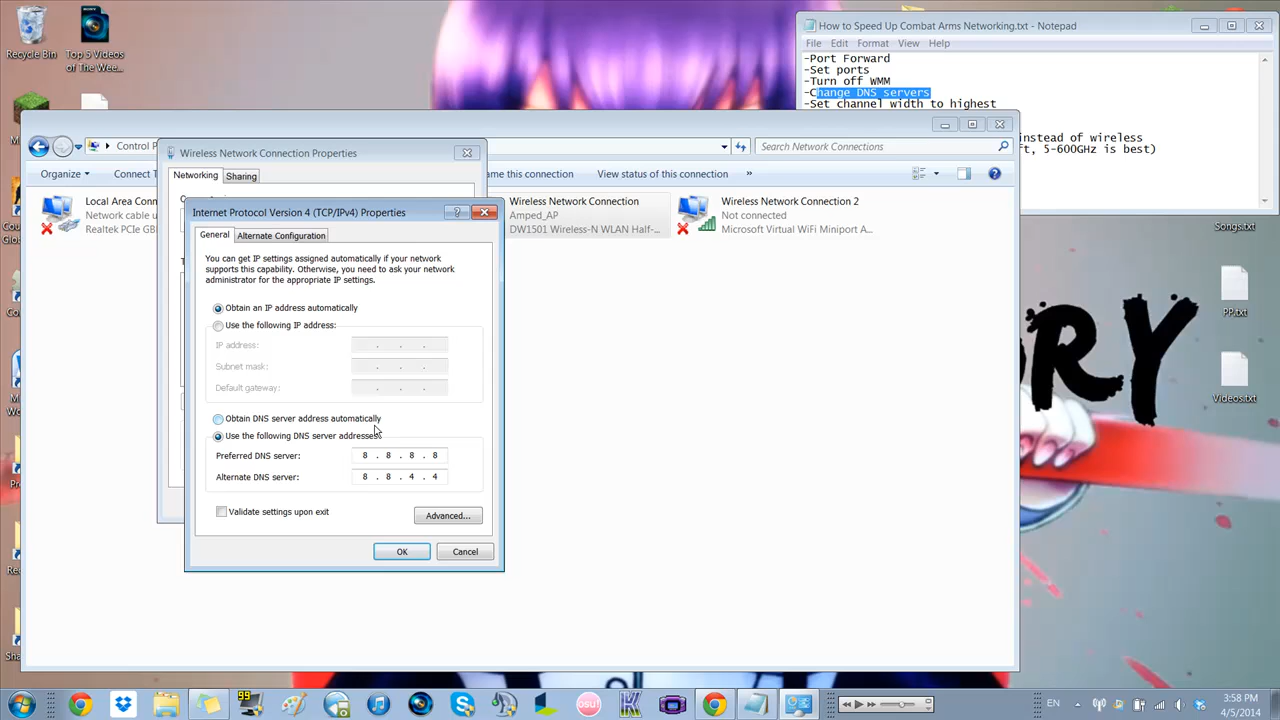 Recycle Bin
Top 5 Videos
of The Wee...
How to Speed Up Combat Arms Networking.txt - Notepad
File Edit Format View Help
-Port Forward
-Set ports
-Turn off WMM
-Change DNS servers
-Set channel width to highest
instead of wireless
5-600GHz is best)
Control P
Search Network Connections
Organize
Connect T
ame this connection
View status of this connection
»
Local Area Conn
Network cable u
Realtek PCIe GB
Wireless Network Connection
Amped_AP
DW1501 Wireless-N WLAN Half-...
Wireless Network Connection 2
Not connected
Microsoft Virtual WiFi Miniport A...
Wireless Network Connection Properties
Networking
Sharing
Internet Protocol Version 4 (TCP/IPv4) Properties
General
Alternate Configuration
You can get IP settings assigned automatically if your network
supports this capability. Otherwise, you need to ask your network
administrator for the appropriate IP settings.
Obtain an IP address automatically
Use the following IP address:
IP address:
Subnet mask:
Default gateway:
Obtain DNS server address automatically
Use the following DNS server addresses:
Preferred DNS server: 8 . 8 . 8 . 8
Alternate DNS server: 8 . 8 . 4 . 4
Validate settings upon exit
Advanced...
OK
Cancel
Songs.txt
PP.txt
Videos.txt
ORY
99
osu!
EN
3:58 PM
4/5/2014